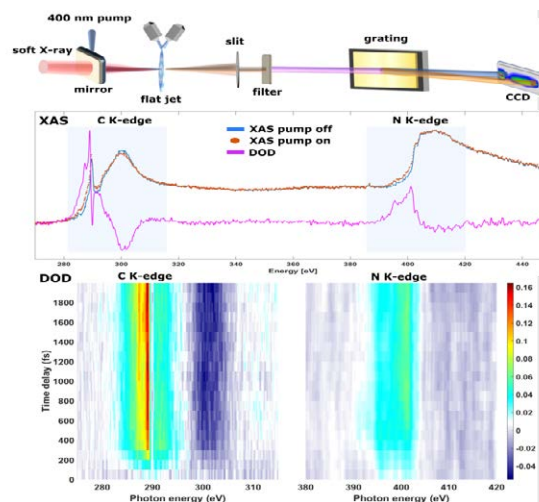 400 nm pump
soft X-ray
mirror
flat jet
slit
filter
grating
CCD
XAS
C K-edge
XAS pump off
XAS pump on
DOD
N K-edge
280 300 320 340 360 380 400 420 440
Energy [eV]
DOD
C K-edge
N K-edge
Time delay [fs]
1800
1600
1400
1200
1000
800
600
400
200
0
280 290 300 310
Photon energy (eV)
380 390 400 410 420
Photon energy (eV)
0.16
0.14
0.12
0.10
0.08
0.06
0.04
0.02
0
-0.02
-0.04